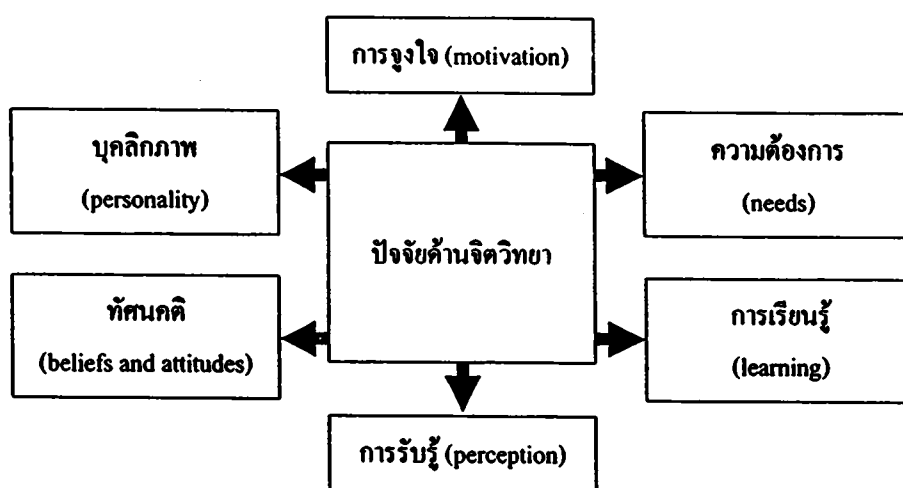 การจูงใจ (motivation)
บุคลิกภาพ
(personality)
ความต้องการ
(needs)
ปัจจัยด้านจิตวิทยา
ทัศนคติ
(beliefs and attitudes)
การเรียนรู้
(learning)
การรับรู้ (perception)